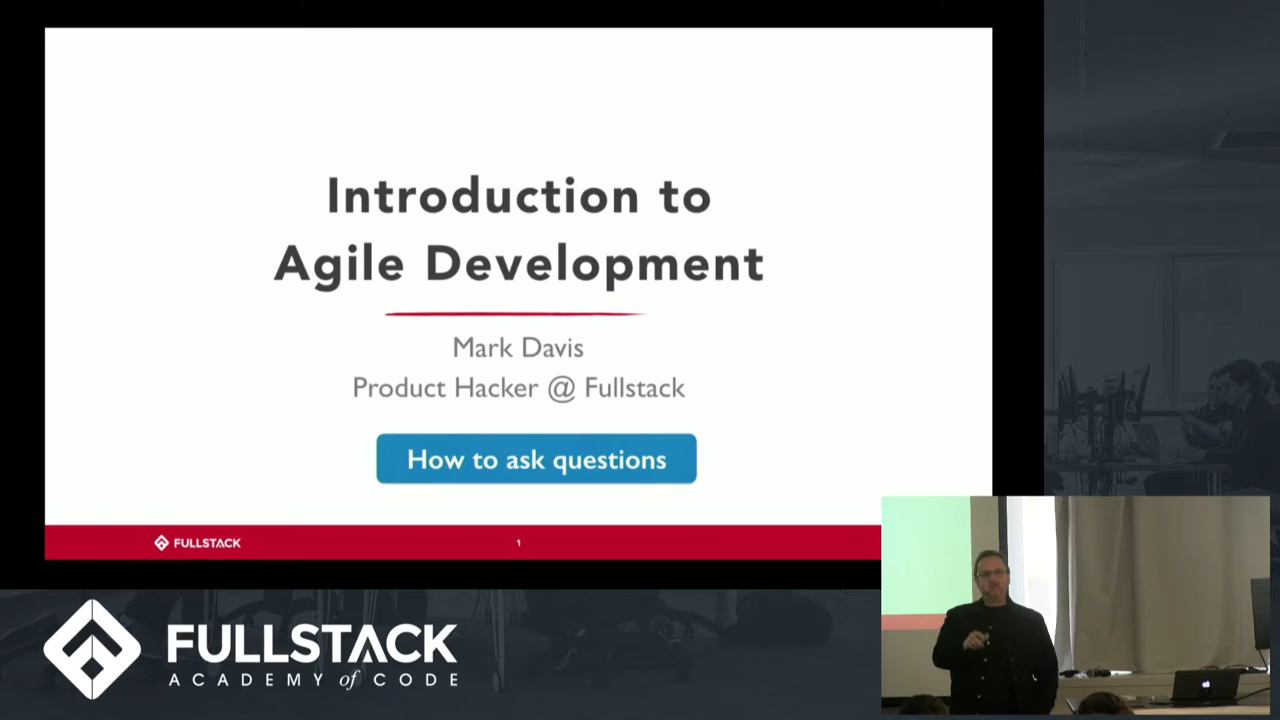 Introduction to
Agile Development
Mark Davis
Product Hacker @ Fullstack
How to ask questions
FULLSTACK
1
FULLSTACK
ACADEMY of CODE